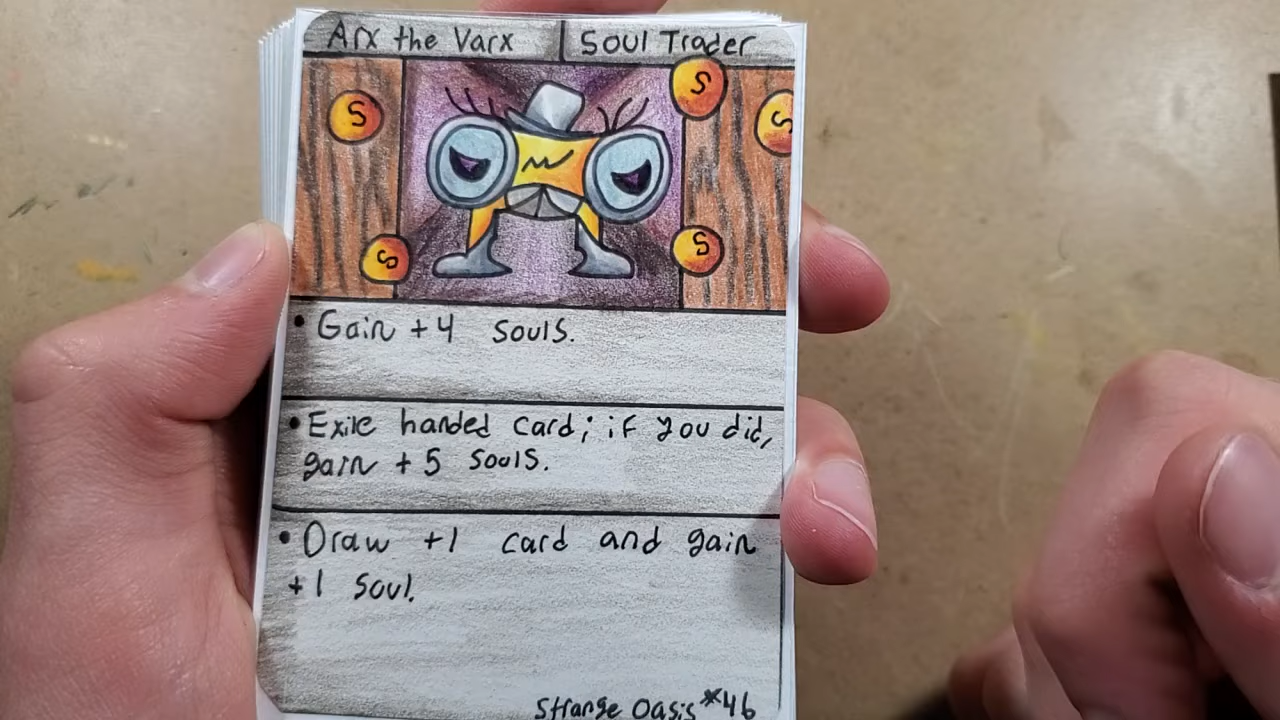 Arx the Varx
Soul Trader
S
S
S
S
S
• Gain +4 souls.
• Exile handed card; if you did,
gain +5 souls.
• Draw +1 card and gain
+1 soul.
Strange Oasis #46